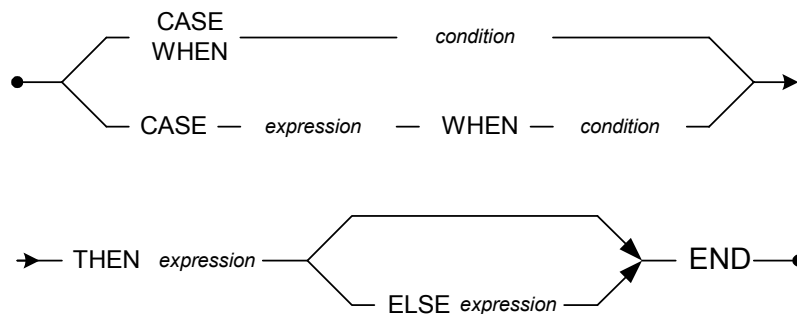 CASE
WHEN condition
CASE expression WHEN condition
THEN expression END
ELSE expression